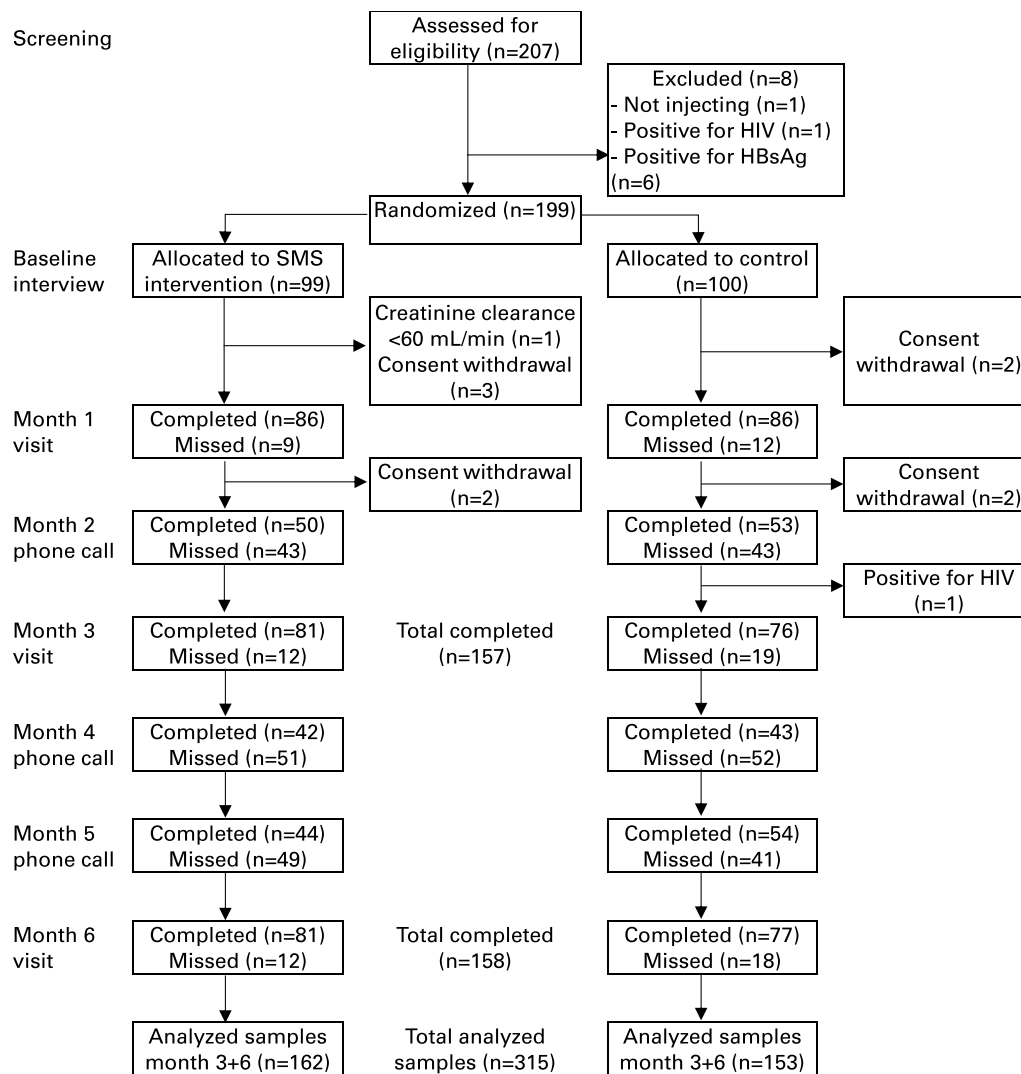 Screening
Assessed for
eligibility (n=207)
Excluded (n=8)
- Not injecting (n=1)
- Positive for HIV (n=1)
- Positive for HBsAg
(n=6)
Randomized (n=199)
Baseline
interview
Allocated to SMS
intervention (n=99)
Allocated to control
(n=100)
Creatinine clearance
<60 mL/min (n=1)
Consent withdrawal
(n=3)
Consent
withdrawal (n=2)
Month 1
visit
Completed (n=86)
Missed (n=9)
Completed (n=86)
Missed (n=12)
Consent withdrawal
(n=2)
Consent
withdrawal (n=2)
Month 2
phone call
Completed (n=50)
Missed (n=43)
Completed (n=53)
Missed (n=43)
Positive for HIV
(n=1)
Month 3
visit
Completed (n=81)
Missed (n=12)
Total completed
(n=157)
Completed (n=76)
Missed (n=19)
Month 4
phone call
Completed (n=42)
Missed (n=51)
Completed (n=43)
Missed (n=52)
Month 5
phone call
Completed (n=44)
Missed (n=49)
Completed (n=54)
Missed (n=41)
Month 6
visit
Completed (n=81)
Missed (n=12)
Total completed
(n=158)
Completed (n=77)
Missed (n=18)
Analyzed samples
month 3+6 (n=162)
Total analyzed
samples (n=315)
Analyzed samples
month 3+6 (n=153)